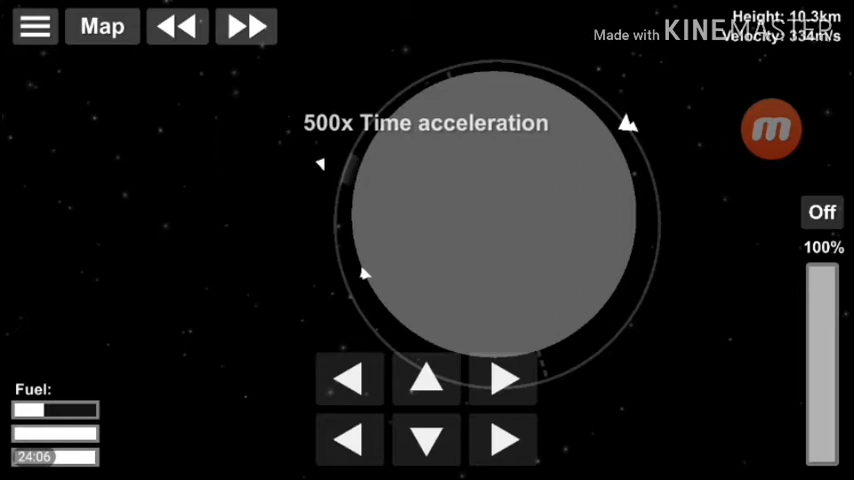 Map
Height: 10.3km
Made with KINEMASTER
Velocity: 334m/s
500x Time acceleration
Off
100%
Fuel:
24:06